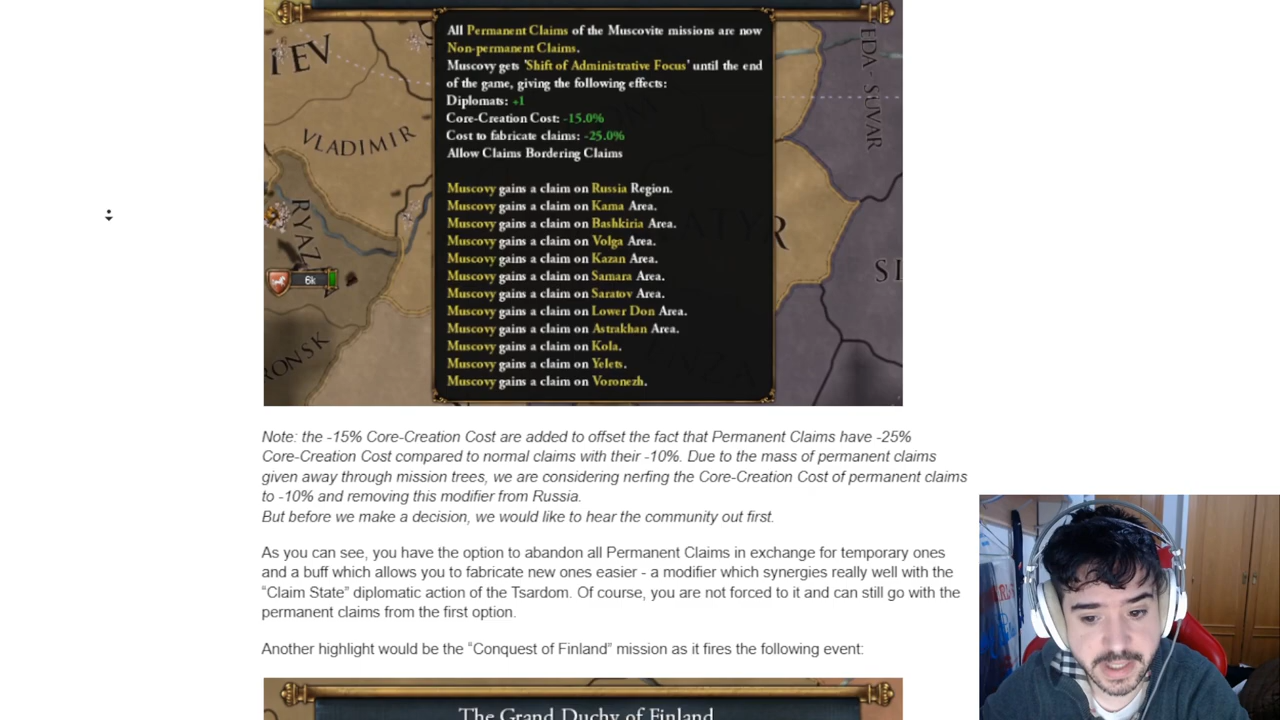 All Permanent Claims of the Muscovite missions are now
Non-permanent Claims.
Muscovy gets 'Shift of Administrative Focus' until the end
of the game, giving the following effects:
Diplomats: +1
Core-Creation Cost: -15.0%
Cost to fabricate claims: -25.0%
Allow Claims Bordering Claims
Muscovy gains a claim on Russia Region.
Muscovy gains a claim on Kama Area.
Muscovy gains a claim on Bashkiria Area.
Muscovy gains a claim on Volga Area.
Muscovy gains a claim on Kazan Area.
Muscovy gains a claim on Samara Area.
Muscovy gains a claim on Saratov Area.
Muscovy gains a claim on Lower Don Area.
Muscovy gains a claim on Astrakhan Area.
Muscovy gains a claim on Kola.
Muscovy gains a claim on Yelets.
Muscovy gains a claim on Voronezh.
TEV
VLADIMIR
RYAZ
6k
RONSK
EDA - SUVAR
R
SI
Note: the -15% Core-Creation Cost are added to offset the fact that Permanent Claims have -25%
Core-Creation Cost compared to normal claims with their -10%. Due to the mass of permanent claims
given away through mission trees, we are considering nerfing the Core-Creation Cost of permanent claims
to -10% and removing this modifier from Russia.
But before we make a decision, we would like to hear the community out first.
As you can see, you have the option to abandon all Permanent Claims in exchange for temporary ones
and a buff which allows you to fabricate new ones easier - a modifier which synergies really well with the
“Claim State” diplomatic action of the Tsardom. Of course, you are not forced to it and can still go with the
permanent claims from the first option.
Another highlight would be the “Conquest of Finland” mission as it fires the following event:
The Grand Duchy of Finland